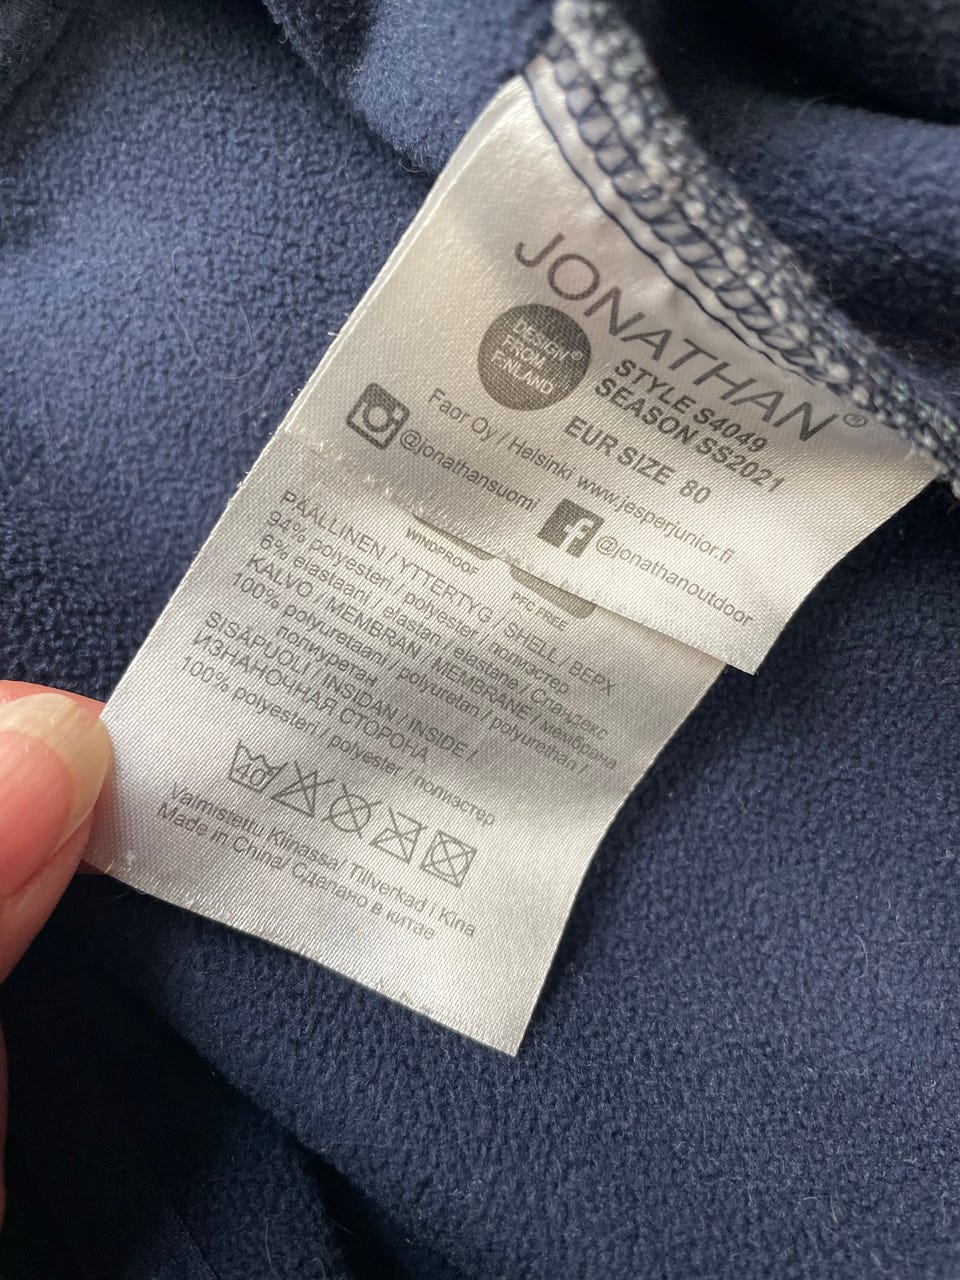 JONATHAN®
DESIGN®
FROM
FINLAND
STYLE S4049
SEASON SS2021
EUR SIZE 80
Faor Oy / Helsinki www.jesperjunior.fi
@jonathansuomi
@jonathanoutdoor
WINDPROOF
PFC FREE
PÄÄLLINEN / YTTERTYG / SHELL / ВЕРХ
94% polyesteri / polyester / полиэстер
6% elastaani / elastan / elastane / Спандекс
KALVO / MEMBRAN / MEMBRANE / мембрана
100% polyuretaani / polyuretan / polyurethan /
полиуретан
SISÄPUOLI / INSIDAN / INSIDE /
ИЗНАНОЧНАЯ СТОРОНА
100% polyesteri / polyester / полиэстер
40
Valmistettu Kiinassa/ Tillverkad i Kina
Made in China/ Сделано в китае